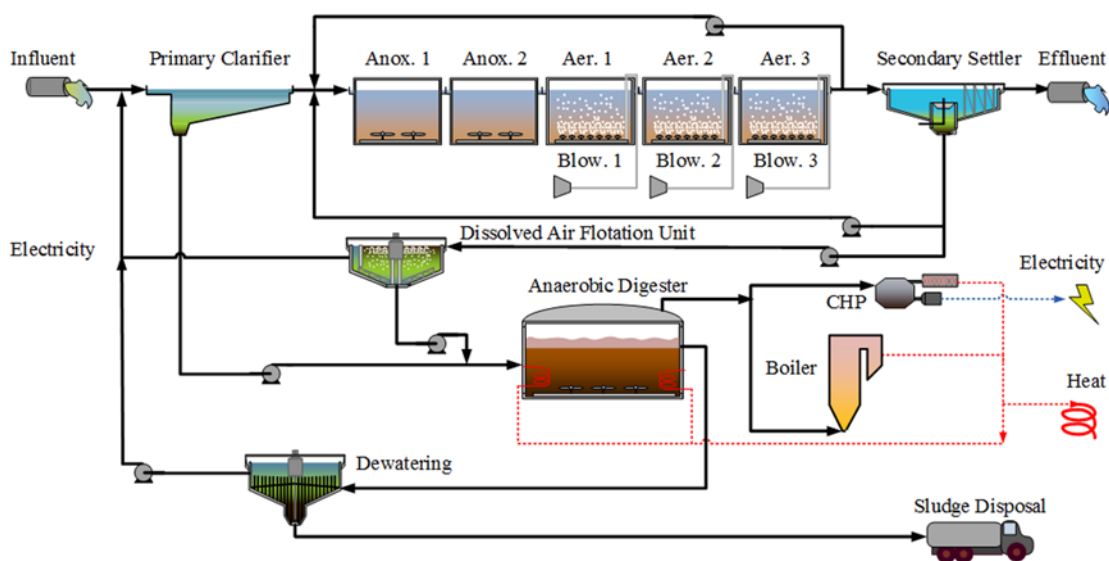 Influent
Primary Clarifier
Anox. 1
Anox. 2
Aer. 1
Aer. 2
Aer. 3
Secondary Settler
Effluent
Blow. 1
Blow. 2
Blow. 3
Electricity
Dissolved Air Flotation Unit
Anaerobic Digester
CHP
Electricity
Boiler
Heat
Dewatering
Sludge Disposal